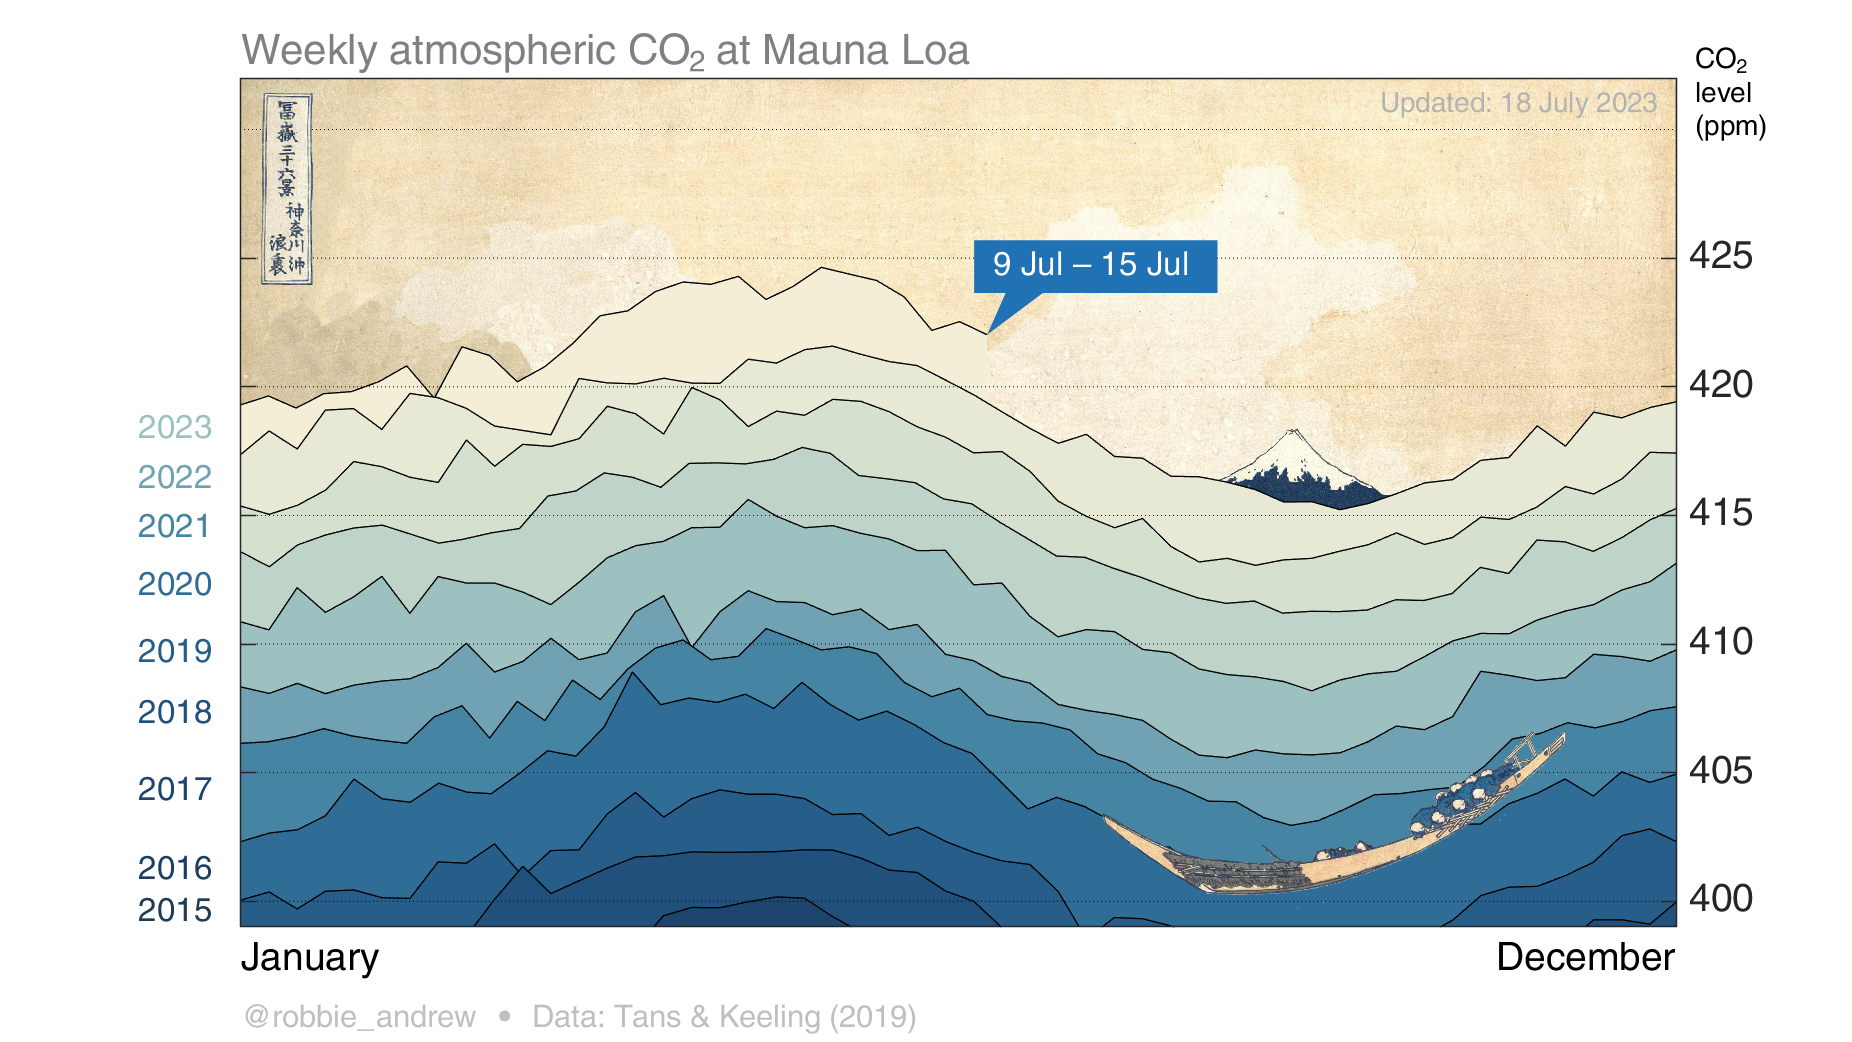 Weekly atmospheric CO₂ at Mauna Loa
CO₂
level
(ppm)
Updated: 18 July 2023
冨嶽三十六景
神奈川沖
浪裏
9 Jul – 15 Jul
425
420
415
410
405
400
2023
2022
2021
2020
2019
2018
2017
2016
2015
January
December
@robbie_andrew • Data: Tans & Keeling (2019)